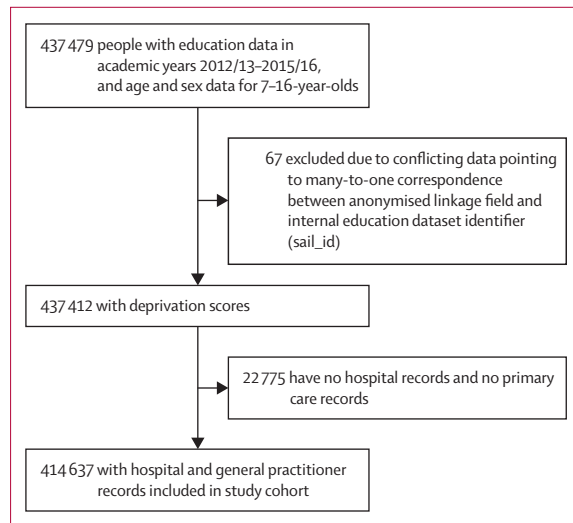 437 479 people with education data in
academic years 2012/13–2015/16,
and age and sex data for 7–16-year-olds
67 excluded due to conflicting data pointing
to many-to-one correspondence
between anonymised linkage field and
internal education dataset identifier
(sail_id)
437 412 with deprivation scores
22 775 have no hospital records and no primary
care records
414 637 with hospital and general practitioner
records included in study cohort